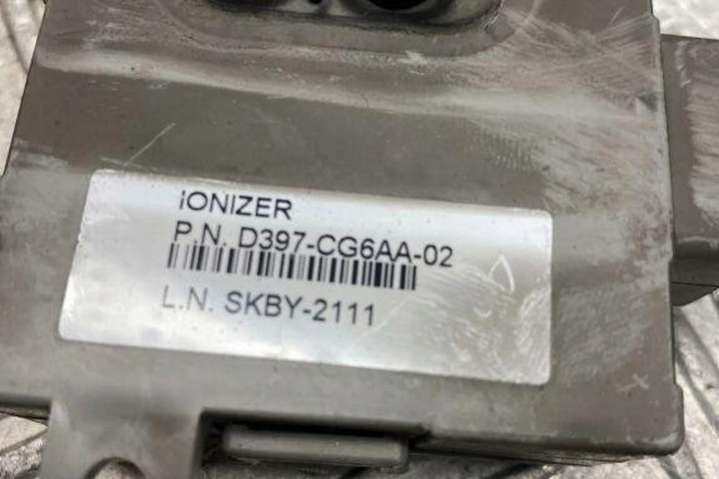 IONIZER
P.N. D397-CG6AA-02
L.N. SKBY-2111